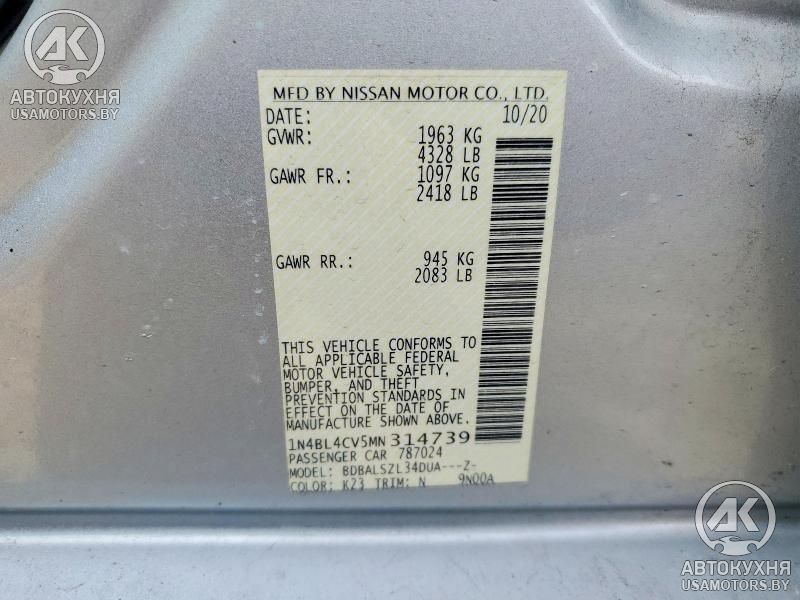 AK
АВТОКУХНЯ
USAMOTORS.BY
MFD BY NISSAN MOTOR CO., LTD.
DATE: 10/20
GVWR: 1963 KG
4328 LB
GAWR FR.: 1097 KG
2418 LB
GAWR RR.: 945 KG
2083 LB
THIS VEHICLE CONFORMS TO
ALL APPLICABLE FEDERAL
MOTOR VEHICLE SAFETY,
BUMPER, AND THEFT
PREVENTION STANDARDS IN
EFFECT ON THE DATE OF
MANUFACTURE SHOWN ABOVE.
1N4BL4CV5MN314739
PASSENGER CAR 787024
MODEL: BDBALSZL34DUA---Z-
COLOR: K23 TRIM: N 9NQOA
AK
АВТОКУХНЯ
USAMOTORS.BY